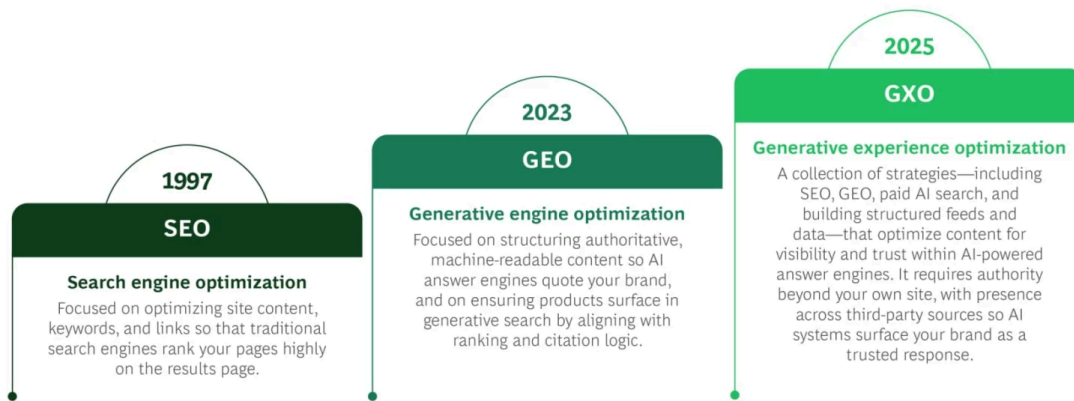 1997
SEO
Search engine optimization
Focused on optimizing site content,
keywords, and links so that traditional
search engines rank your pages highly
on the results page.
2023
GEO
Generative engine optimization
Focused on structuring authoritative,
machine-readable content so AI
answer engines quote your brand,
and on ensuring products surface in
generative search by aligning with
ranking and citation logic.
2025
GXO
Generative experience optimization
A collection of strategies—including
SEO, GEO, paid AI search, and
building structured feeds and
data—that optimize content for
visibility and trust within AI-powered
answer engines. It requires authority
beyond your own site, with presence
across third-party sources so AI
systems surface your brand as a
trusted response.